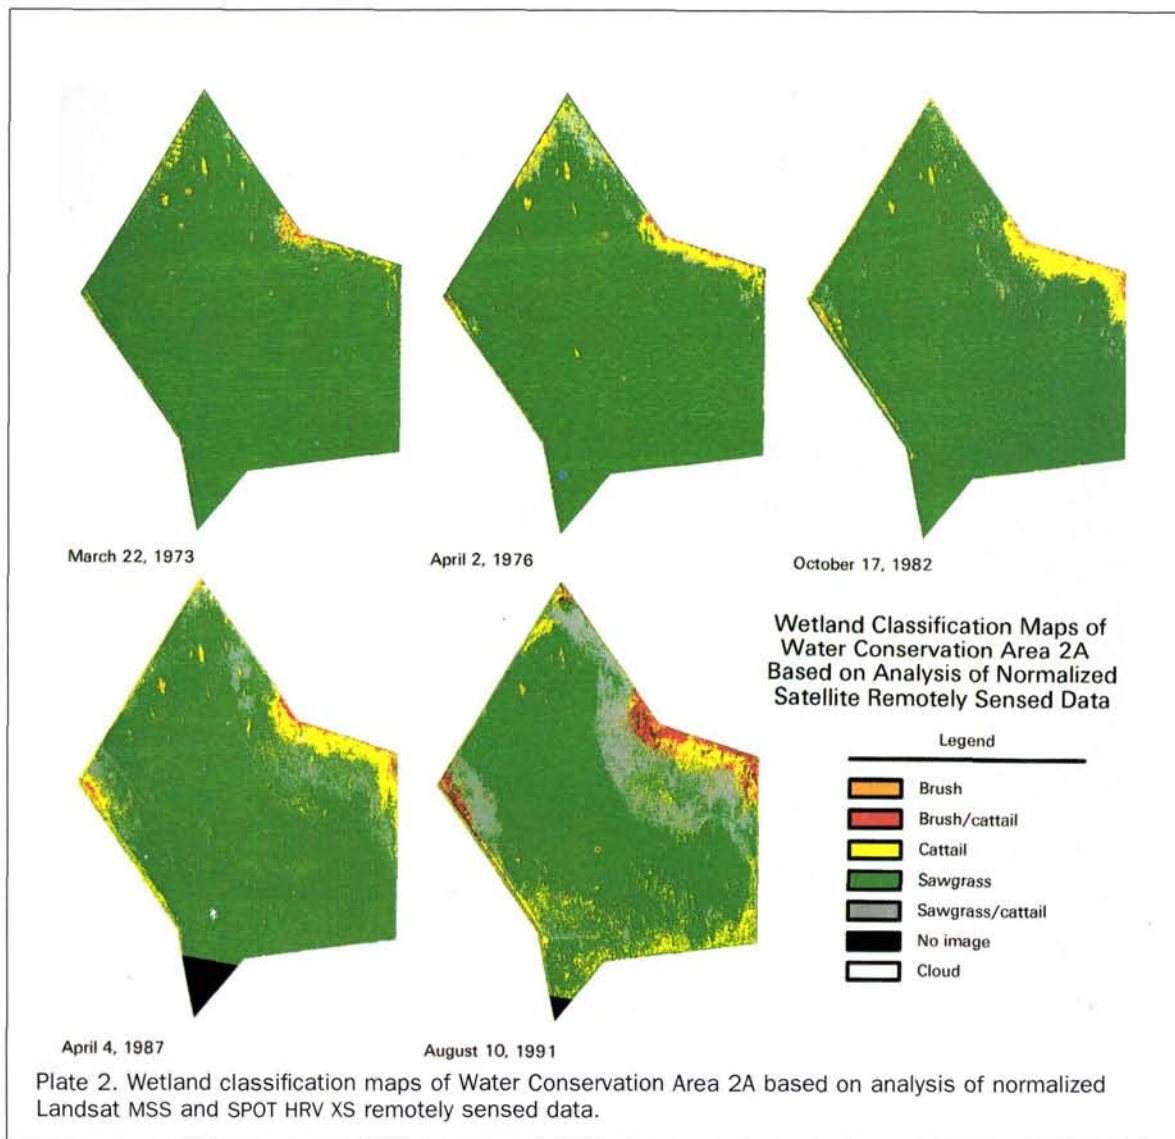 March 22, 1973
April 2, 1976
October 17, 1982
Wetland Classification Maps of
Water Conservation Area 2A
Based on Analysis of Normalized
Satellite Remotely Sensed Data
Legend
Brush
Brush/cattail
Cattail
Sawgrass
Sawgrass/cattail
No image
Cloud
April 4, 1987
August 10, 1991
Plate 2. Wetland classification maps of Water Conservation Area 2A based on analysis of normalized
Landsat MSS and SPOT HRV XS remotely sensed data.